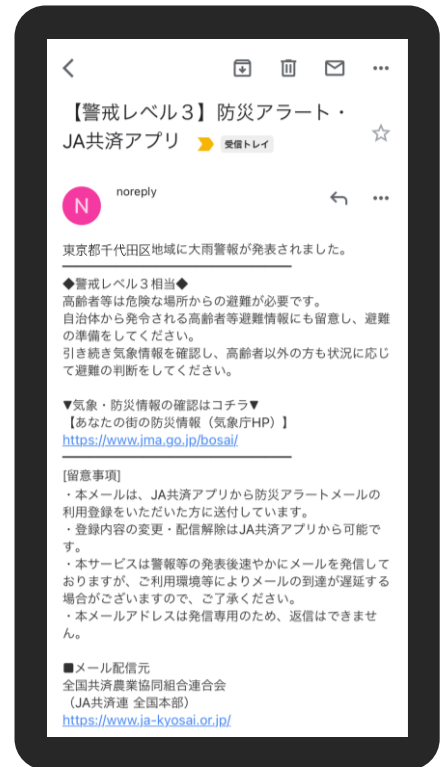 【警戒レベル３】防災アラート・
JA共済アプリ 受信トレイ
N
noreply
東京都千代田区地域に大雨警報が発表されました。
◆警戒レベル３相当◆
高齢者等は危険な場所からの避難が必要です。
自治体から発令される高齢者等避難情報にも留意し、避難
の準備をしてください。
引き続き気象情報を確認し、高齢者以外の方も状況に応じ
て避難の判断をしてください。
▼気象・防災情報の確認はコチラ▼
【あなたの街の防災情報（気象庁HP）】
https://www.jma.go.jp/bosai/
[留意事項]
・本メールは、JA共済アプリから防災アラートメールの
利用登録をいただいた方に送付しています。
・登録内容の変更・配信解除はJA共済アプリから可能で
す。
・本サービスは警報等の発表後速やかにメールを発信して
おりますが、ご利用環境等によりメールの到達が遅延する
場合がございますので、ご了承ください。
・本メールアドレスは発信専用のため、返信はできませ
ん。
■メール配信元
全国共済農業協同組合連合会
（JA共済連 全国本部）
https://www.ja-kyosai.or.jp/